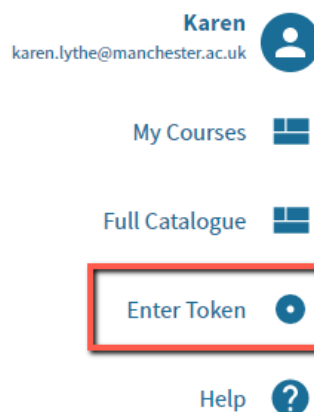 Karen
karen.lythe@manchester.ac.uk
My Courses
Full Catalogue
Enter Token
Help